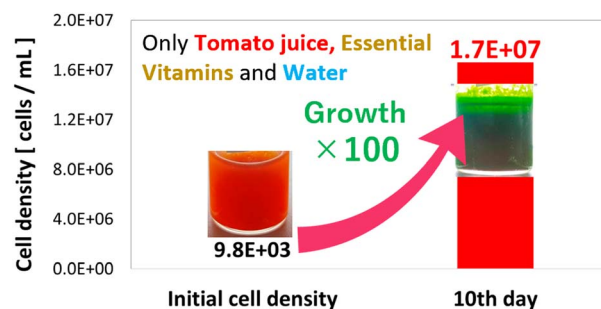 2.0E+07
1.6E+07
1.2E+07
8.0E+06
4.0E+06
0.0E+00
Cell density [ cells / mL ]
Only Tomato juice, Essential
Vitamins and Water
Growth
×100
9.8E+03
1.7E+07
Initial cell density
10th day